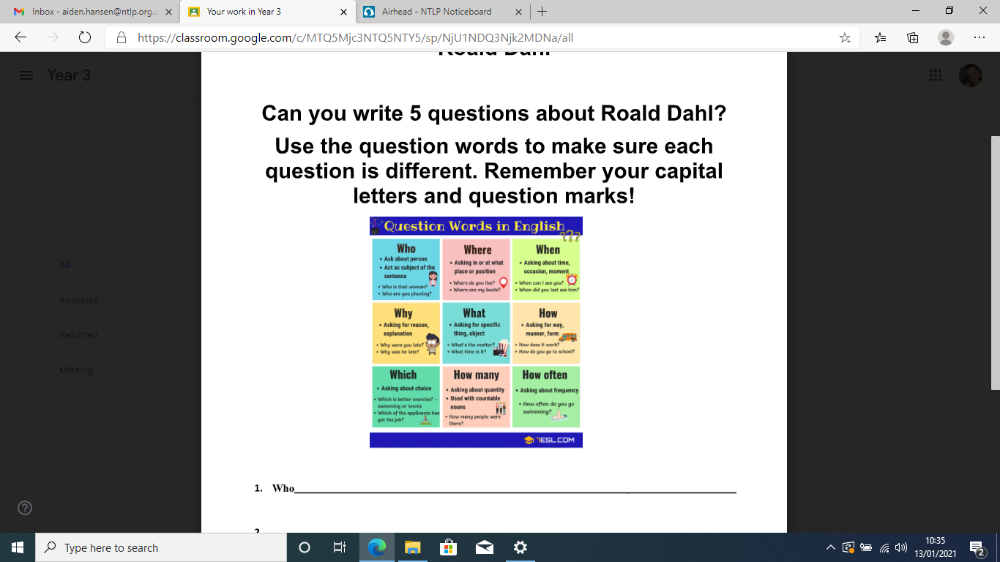 Inbox - aiden.hansen@ntlp.org.u
Your work in Year 3
Airhead - NTLP Noticeboard
https://classroom.google.com/c/MTQ5Mjc3NTQ5NTY5/sp/NjU1NDQ3Njk2MDNa/all
Year 3
Roald Dahl
Can you write 5 questions about Roald Dahl?
Use the question words to make sure each
question is different. Remember your capital
letters and question marks!
Question Words in English
???
Who
• Ask about person
• Act as subject of the
sentence
• Who is that woman?
• Who are you phoning?
Where
• Asking in or at what
place or position
• Where do you live?
• Where are my boots?
When
• Asking about time,
occasion, moment
• When can I see you?
• When did you last see him?
Why
• Asking for reason,
explanation
• Why were you late?
• Why was he late?
What
• Asking for specific
thing, object
• What's the matter?
• What time is it?
How
• Asking for way,
manner, form
• How does it work?
• How do you go to school?
Which
• Asking about choice
• Which is better exercise? -
swimming or tennis
• Which of the applicants has
got the job?
How many
• Asking about quantity
• Used with countable
nouns
• How many people were
there?
How often
• Asking about frequency
• How often do you go
swimming?
7ESL.COM
All
Assigned
Returned
Missing
1. Who
2
Type here to search
10:35
13/01/2021
2